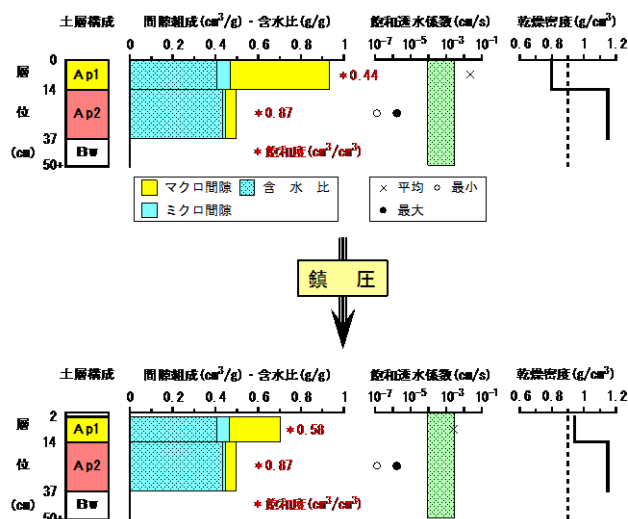 土層構成 間隙組成(cm³/g) - 含水比(g/g) 飽和透水係数(cm/s) 乾燥密度(g/cm³)
0 0.2 0.4 0.6 0.8 1 10⁻⁷ 10⁻⁵ 10⁻³ 10⁻¹ 0.6 0.8 1 1.2
層 0 Ap1 *0.44 ×
14
位 Ap2 *0.87 ○ ●
37
(cm) Bw *飽和度(cm³/cm³)
50+
マクロ間隙 含水比 × 平均 ○ 最小
ミクロ間隙 ● 最大
鎮圧
土層構成 間隙組成(cm³/g) - 含水比(g/g) 飽和透水係数(cm/s) 乾燥密度(g/cm³)
0 0.2 0.4 0.6 0.8 1 10⁻⁷ 10⁻⁵ 10⁻³ 10⁻¹ 0.6 0.8 1 1.2
2
層 Ap1 *0.58 ×
14
位 Ap2 *0.87 ○ ●
37
(cm) Bw *飽和度(cm³/cm³)
50+